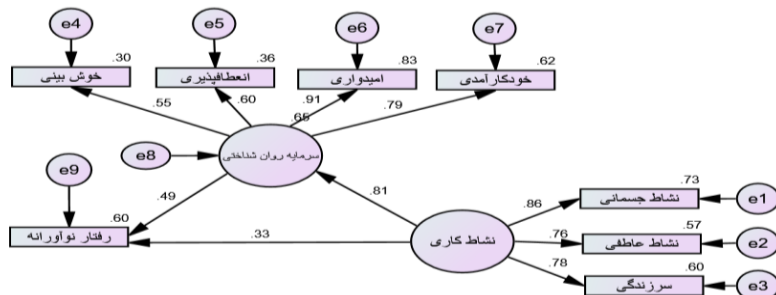 e4
e5
e6
e7
.30
.36
.83
.62
خوش بینی
انعطافپذیری
امیدواری
خودکارآمدی
.55
.60
.91
.79
.65
e8
سرمایه روان شناختی
e9
.49
.81
.73
.86
نشاط جسمانی
e1
.60
.33
.57
رفتار نوآورانه
نشاط کاری
.76
نشاط عاطفی
e2
.78
.60
سرزندگی
e3